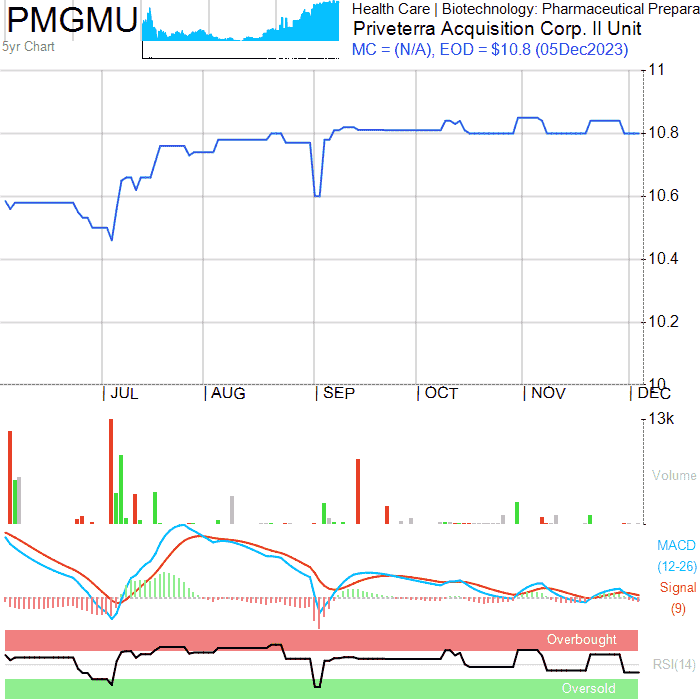 PMGMU
5yr Chart
Health Care | Biotechnology: Pharmaceutical Prepara
Priveterra Acquisition Corp. II Unit
MC = (N/A), EOD = $10.8 (05Dec2023)
11
10.8
10.6
10.4
10.2
10
JUL AUG SEP OCT NOV DEC
13k
Volume
MACD
(12-26)
Signal
(9)
Overbought
RSI(14)
Oversold